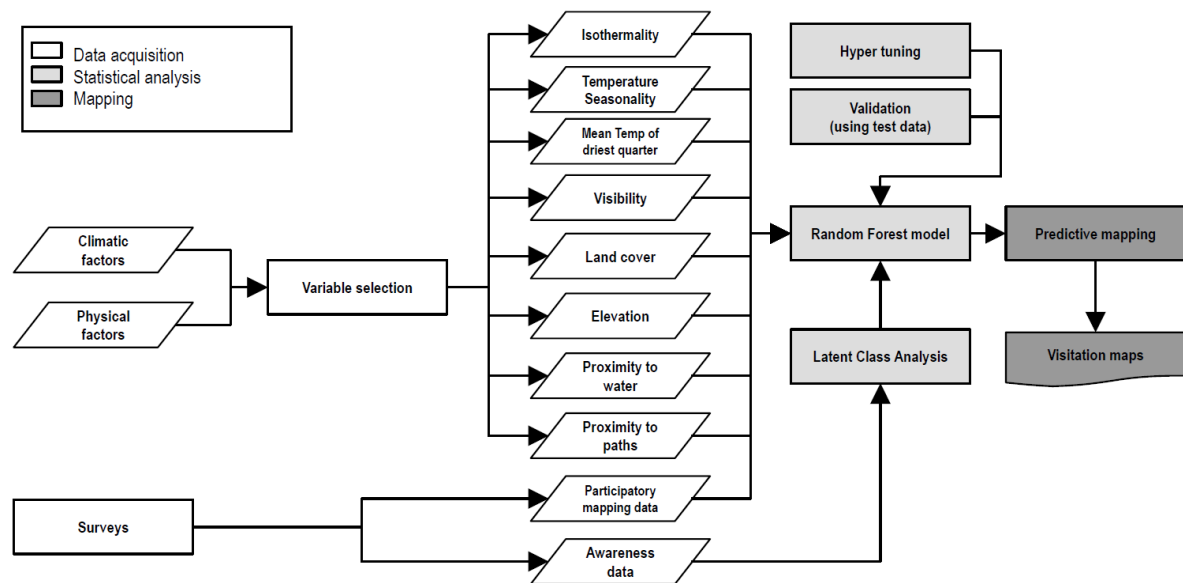 Data acquisition
Statistical analysis
Mapping
Climatic
factors
Physical
factors
Variable selection
Surveys
Isothermality
Temperature
Seasonality
Mean Temp of
driest quarter
Visibility
Land cover
Elevation
Proximity to
water
Proximity to
paths
Participatory
mapping data
Awareness
data
Hyper tuning
Validation
(using test data)
Random Forest model
Latent Class Analysis
Predictive mapping
Visitation maps